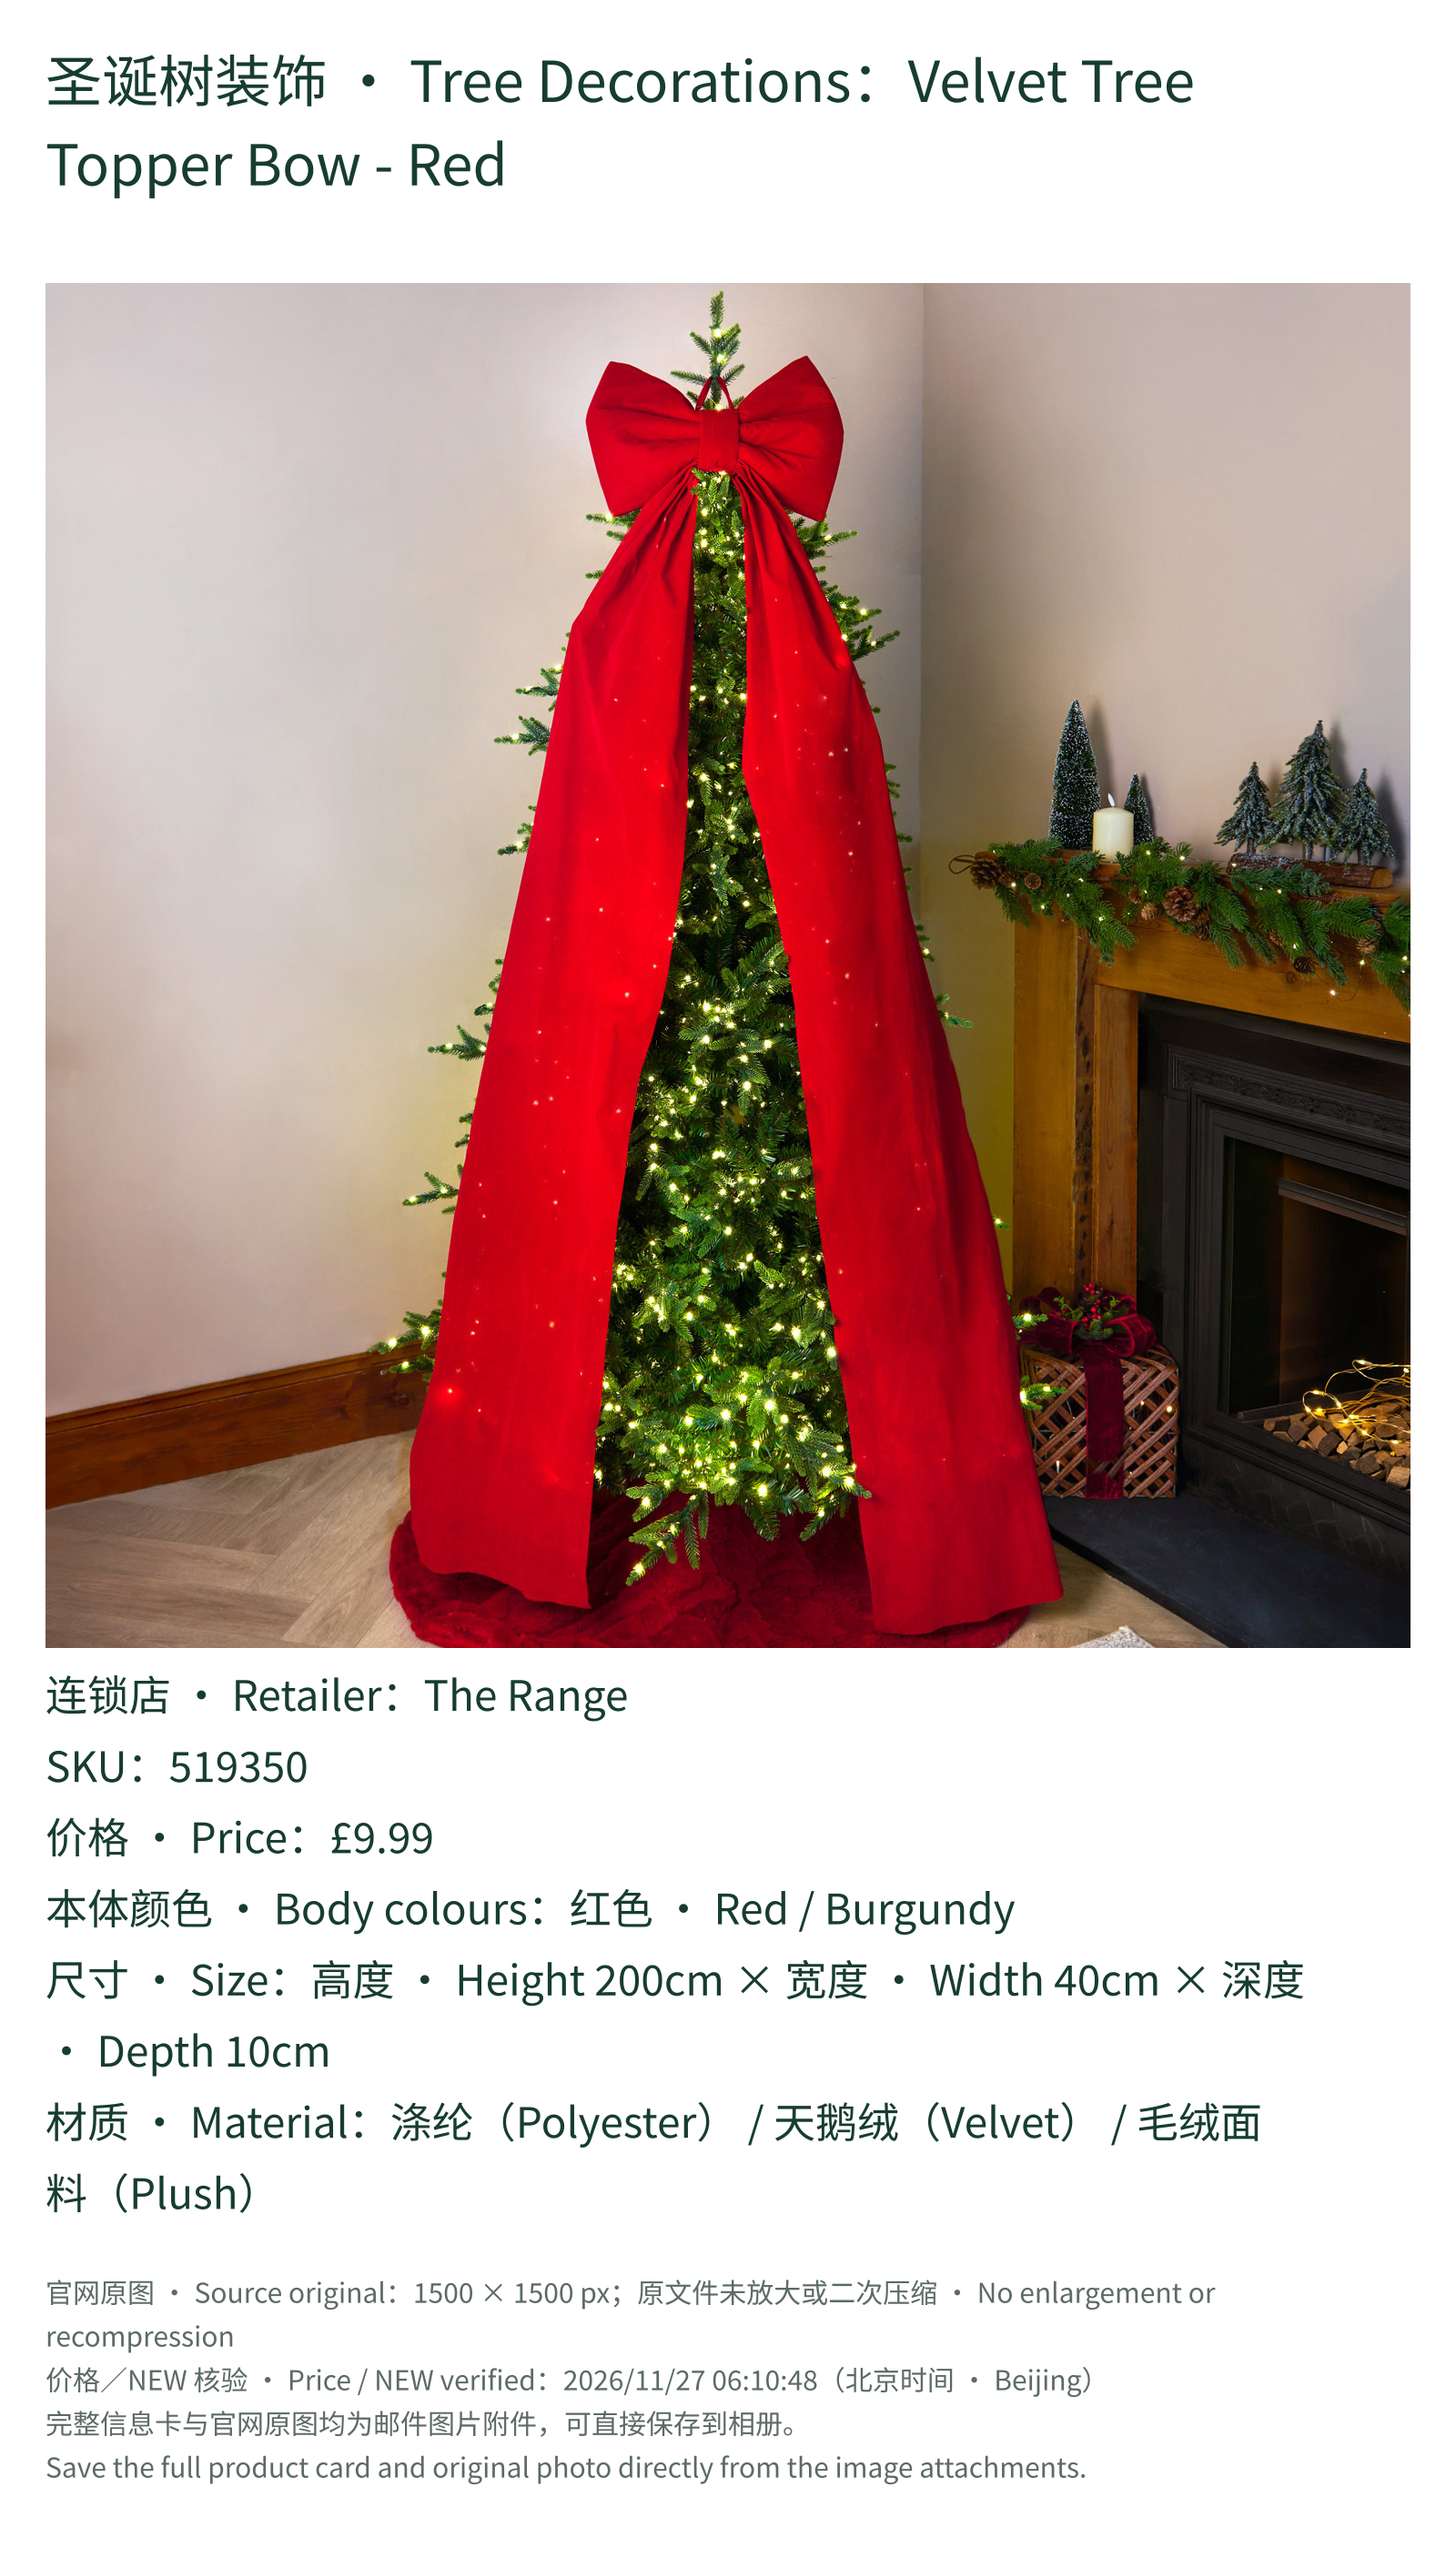 圣诞树装饰 · Tree Decorations：Velvet Tree
Topper Bow - Red
连锁店 · Retailer：The Range
SKU：519350
价格 · Price：£9.99
本体颜色 · Body colours：红色 · Red / Burgundy
尺寸 · Size：高度 · Height 200cm × 宽度 · Width 40cm × 深度
· Depth 10cm
材质 · Material：涤纶（Polyester） / 天鹅绒（Velvet） / 毛绒面
料（Plush）
官网原图 · Source original：1500 × 1500 px；原文件未放大或二次压缩 · No enlargement or
recompression
价格／NEW 核验 · Price / NEW verified：2026/11/27 06:10:48（北京时间 · Beijing）
完整信息卡与官网原图均为邮件图片附件，可直接保存到相册。
Save the full product card and original photo directly from the image attachments.